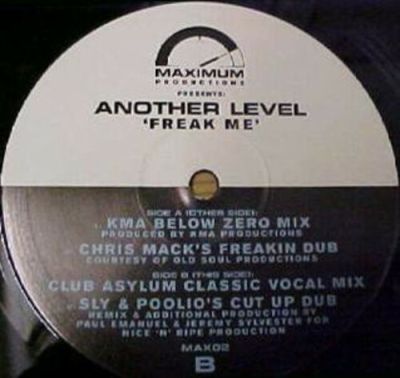 MAXIMUM
PRODUCTIONS
PRESENTS:
ANOTHER LEVEL
'FREAK ME'
SIDE A (OTHER SIDE):
1. KMA BELOW ZERO MIX
PRODUCED BY KMA PRODUCTIONS
2. CHRIS MACK'S FREAKIN DUB
COURTESY OF OLD SOUL PRODUCTIONS
SIDE B (THIS SIDE):
CLUB ASYLUM CLASSIC VOCAL MIX
SLY & POOLIO'S CUT UP DUB
REMIX & ADDITIONAL PRODUCTION BY
PAUL EMANUEL & JEREMY SYLVESTER FOR
NICE 'N' RIPE PRODUCTION
MAX02
B